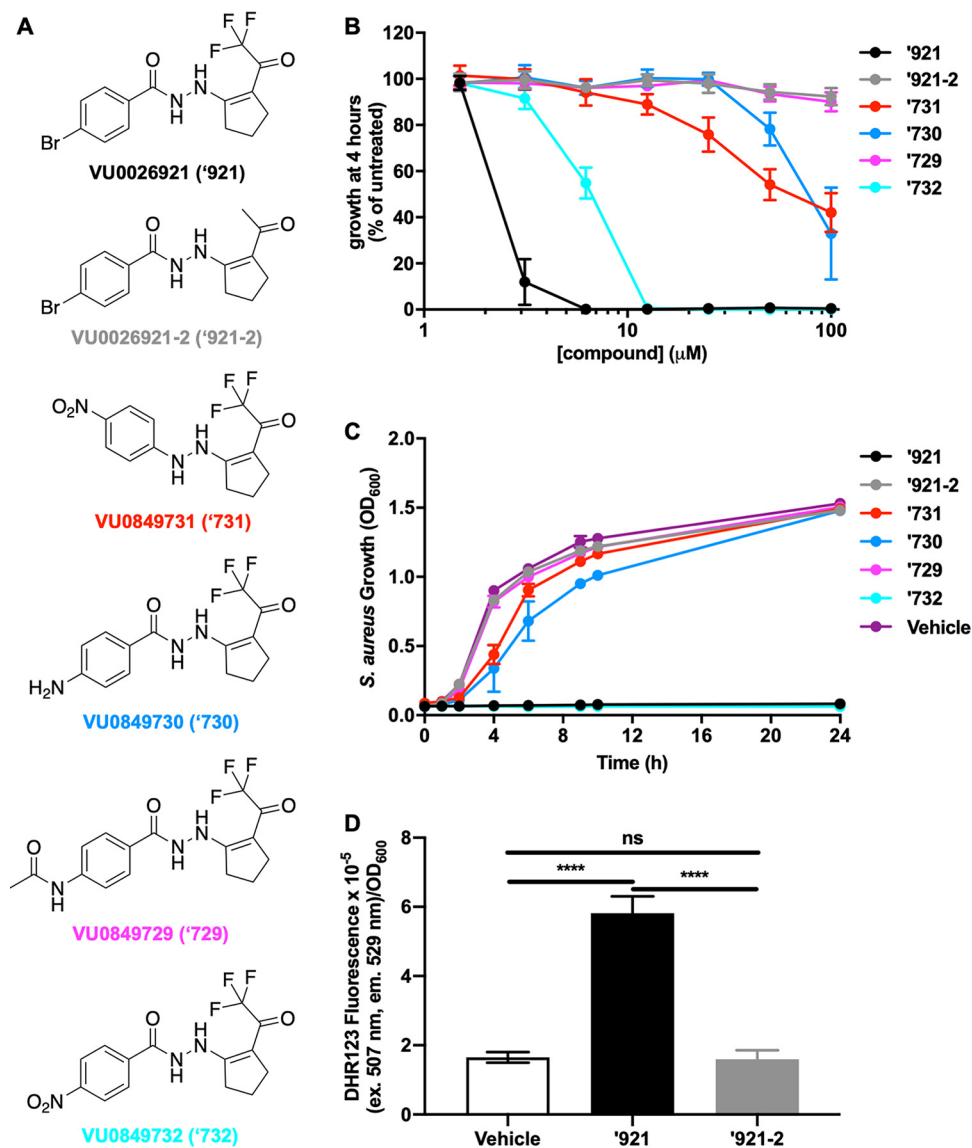 A
F
F
F
O
O
H
N
N
H
Br
VU0026921 ('921)
O
O
H
N
N
H
Br
VU0026921-2 ('921-2)
F
F
F
O
O₂N
H
N
N
H
VU0849731 ('731)
F
F
F
O
O
H
N
N
H
H₂N
VU0849730 ('730)
F
F
F
O
O
H
N
N
H
O
N
H
VU0849729 ('729)
F
F
F
O
O
H
N
N
H
O₂N
VU0849732 ('732)
B
growth at 4 hours
(% of untreated)
120
100
80
60
40
20
0
1
10
100
[compound] (μM)
'921
'921-2
'731
'730
'729
'732
C
S. aureus Growth (OD₆₀₀)
2.0
1.5
1.0
0.5
0.0
0 4 8 12 16 20 24
Time (h)
'921
'921-2
'731
'730
'729
'732
Vehicle
D
DHR123 Fluorescence x 10⁻⁵
(ex. 507 nm, em. 529 nm)/OD₆₀₀
8
6
4
2
0
ns
**** ****
Vehicle '921 '921-2